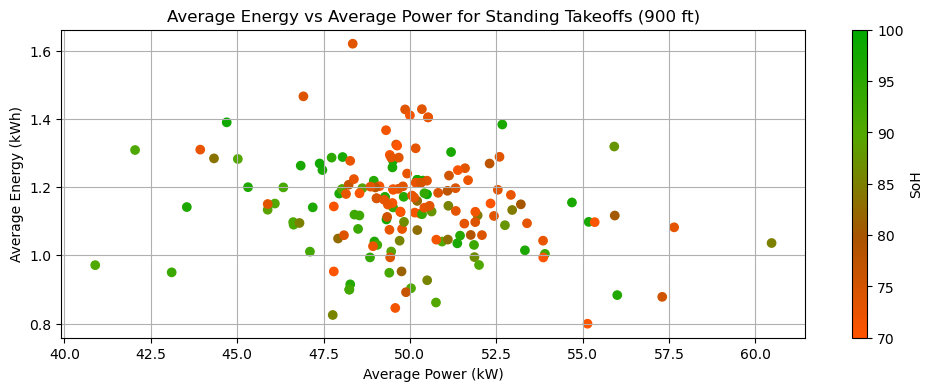 Average Energy vs Average Power for Standing Takeoffs (900 ft)
Average Energy (kWh)
1.6
1.4
1.2
1.0
0.8
40.0 42.5 45.0 47.5 50.0 52.5 55.0 57.5 60.0
Average Power (kW)
100
95
90
85
80
75
70
SoH